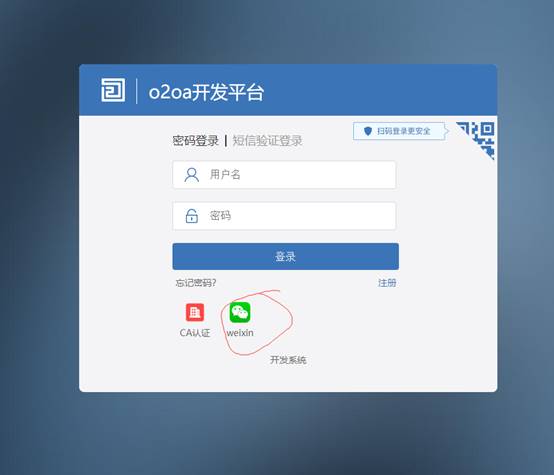 o2oa开发平台
密码登录 | 短信验证登录
扫码登录更安全
用户名
密码
登录
忘记密码?
注册
CA认证
weixin
开发系统